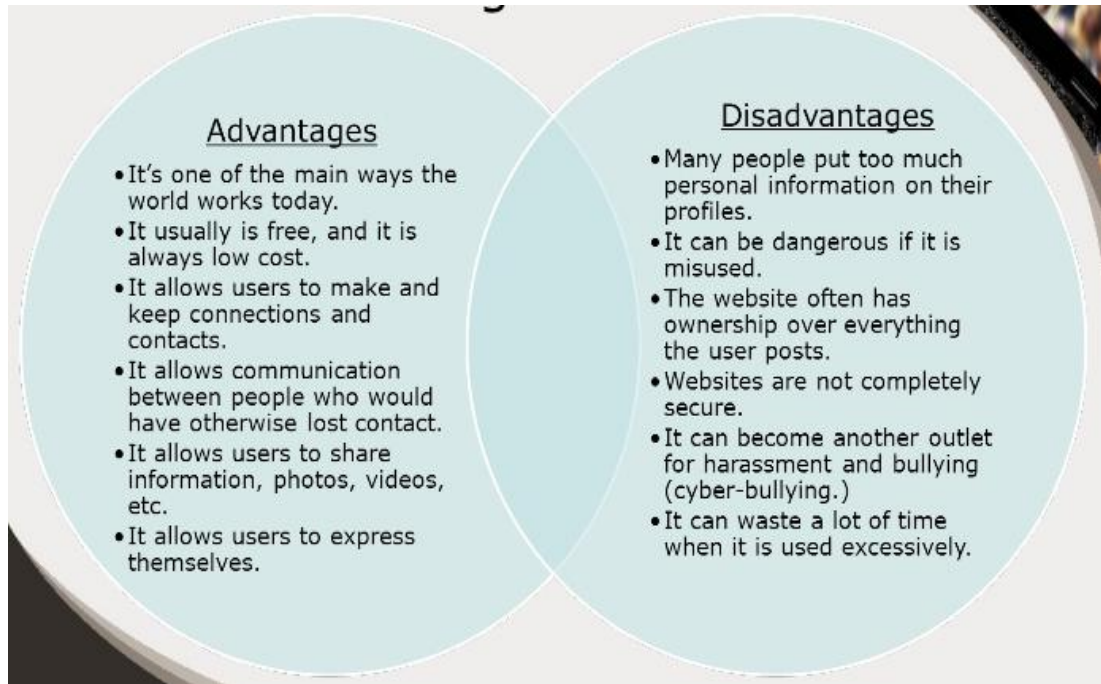 Advantages
•It's one of the main ways the
world works today.
•It usually is free, and it is
always low cost.
•It allows users to make and
keep connections and
contacts.
•It allows communication
between people who would
have otherwise lost contact.
•It allows users to share
information, photos, videos,
etc.
•It allows users to express
themselves.
Disadvantages
•Many people put too much
personal information on their
profiles.
•It can be dangerous if it is
misused.
•The website often has
ownership over everything
the user posts.
•Websites are not completely
secure.
•It can become another outlet
for harassment and bullying
(cyber-bullying.)
•It can waste a lot of time
when it is used excessively.